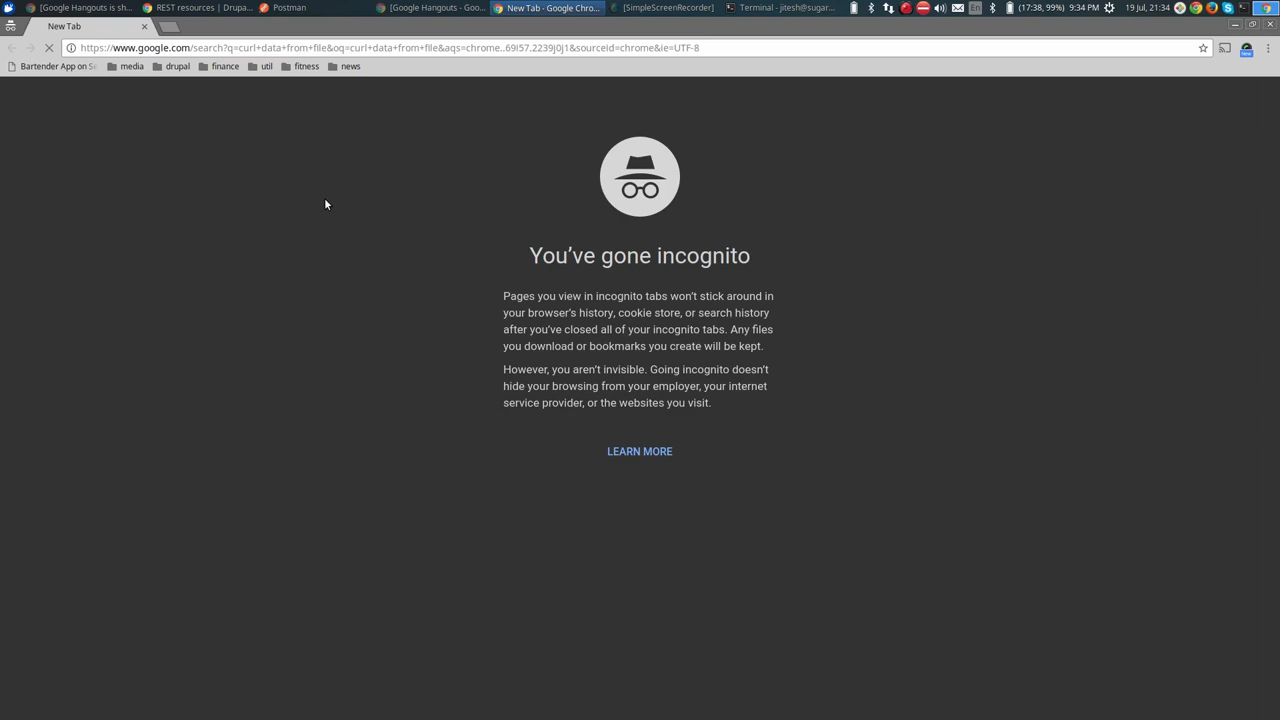 [Google Hangouts is sh...
REST resources | Drupa...
Postman
[Google Hangouts - Goo...
New Tab - Google Chro...
[SimpleScreenRecorder]
Terminal - jitesh@sugar...
En
(17:38, 99%)
9:34 PM
19 Jul, 21:34
New Tab
https://www.google.com/search?q=curl+data+from+file&oq=curl+data+from+file&aqs=chrome..69i57.2239j0j1&sourceid=chrome&ie=UTF-8
Bartender App on Se
media
drupal
finance
util
fitness
news
You've gone incognito
Pages you view in incognito tabs won't stick around in
your browser's history, cookie store, or search history
after you've closed all of your incognito tabs. Any files
you download or bookmarks you create will be kept.
However, you aren't invisible. Going incognito doesn't
hide your browsing from your employer, your internet
service provider, or the websites you visit.
LEARN MORE